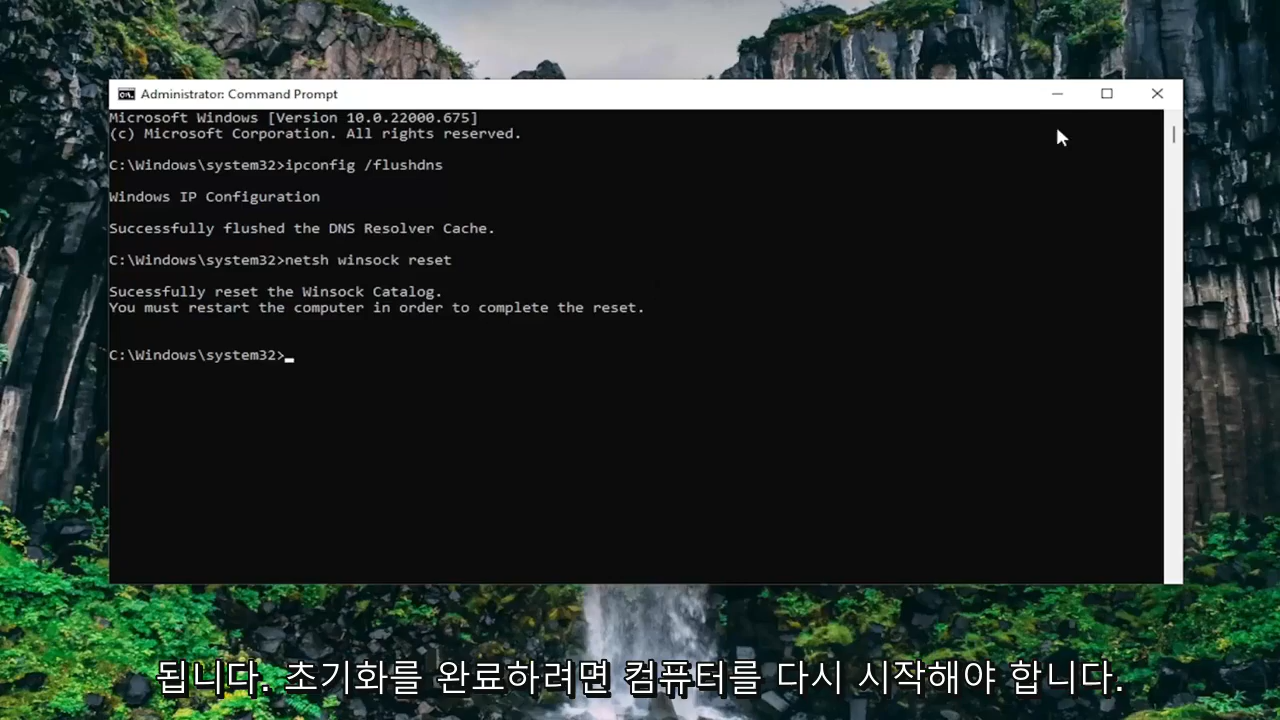 Administrator: Command Prompt
Microsoft Windows [Version 10.0.22000.675]
(c) Microsoft Corporation. All rights reserved.
C:\Windows\system32>ipconfig /flushdns
Windows IP Configuration
Successfully flushed the DNS Resolver Cache.
C:\Windows\system32>netsh winsock reset
Sucessfully reset the Winsock Catalog.
You must restart the computer in order to complete the reset.
C:\Windows\system32>
됩니다. 초기화를 완료하려면 컴퓨터를 다시 시작해야 합니다.